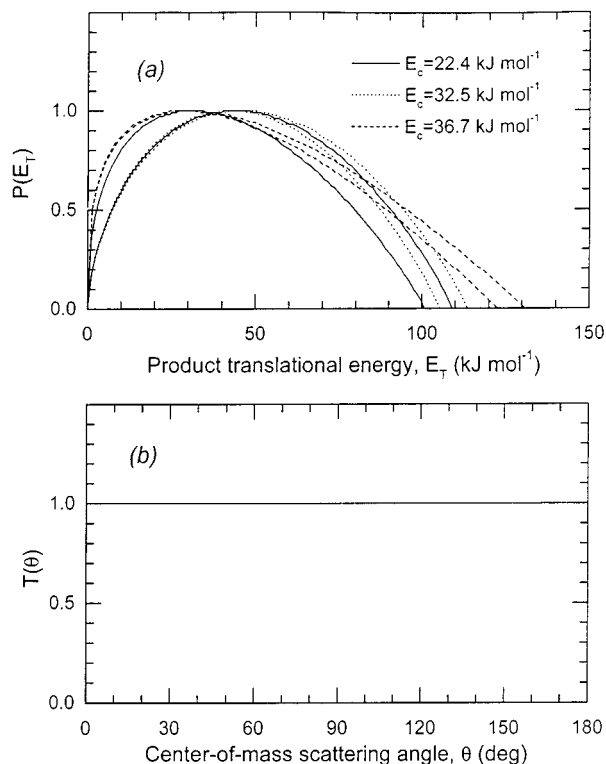 (a)
E_c=22.4 kJ mol⁻¹
E_c=32.5 kJ mol⁻¹
E_c=36.7 kJ mol⁻¹
1.0
0.5
0.0
P(E_T)
0 50 100 150
Product translational energy, E_T (kJ mol⁻¹)
(b)
1.0
0.5
0.0
T(θ)
0 30 60 90 120 150 180
Center-of-mass scattering angle, θ (deg)